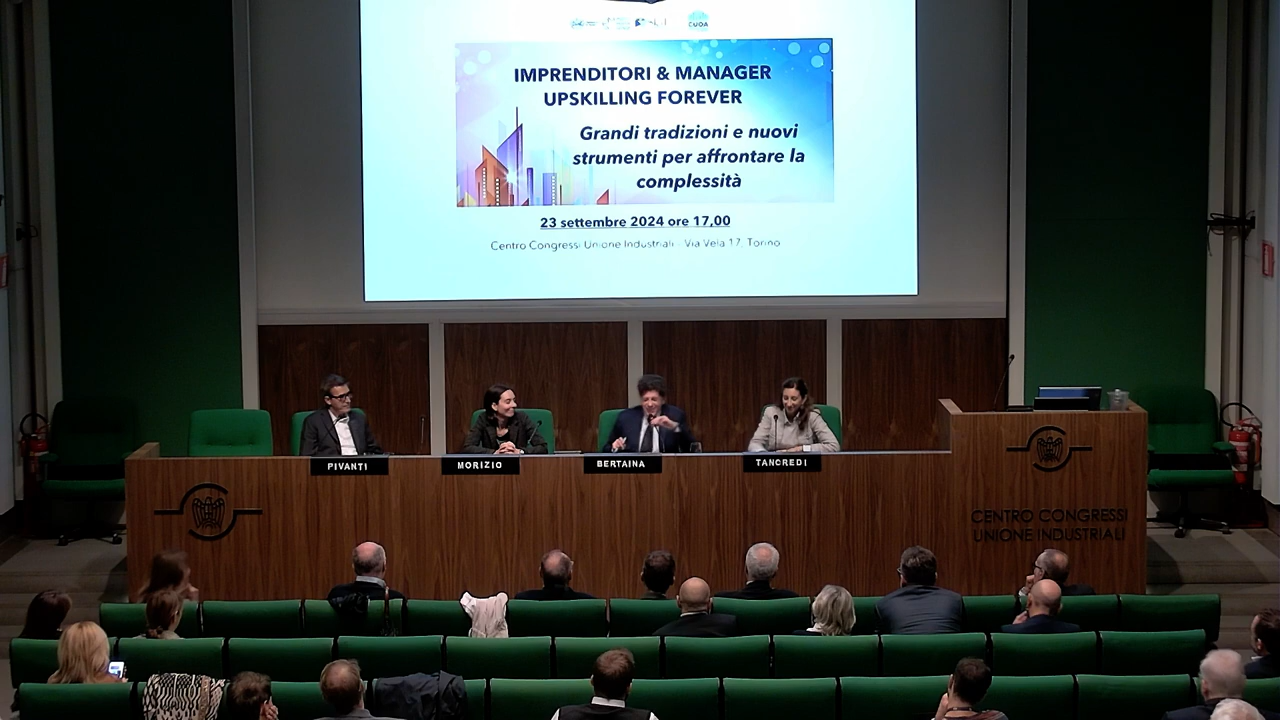 CUOA
IMPRENDITORI & MANAGER
UPSKILLING FOREVER
Grandi tradizioni e nuovi
strumenti per affrontare la
complessità
23 settembre 2024 ore 17,00
Centro Congressi Unione Industriali - Via Vela 17, Torino
PIVANTI
MORIZIO
BERTAINA
TANCREDI
CENTRO CONGRESSI
UNIONE INDUSTRIALI